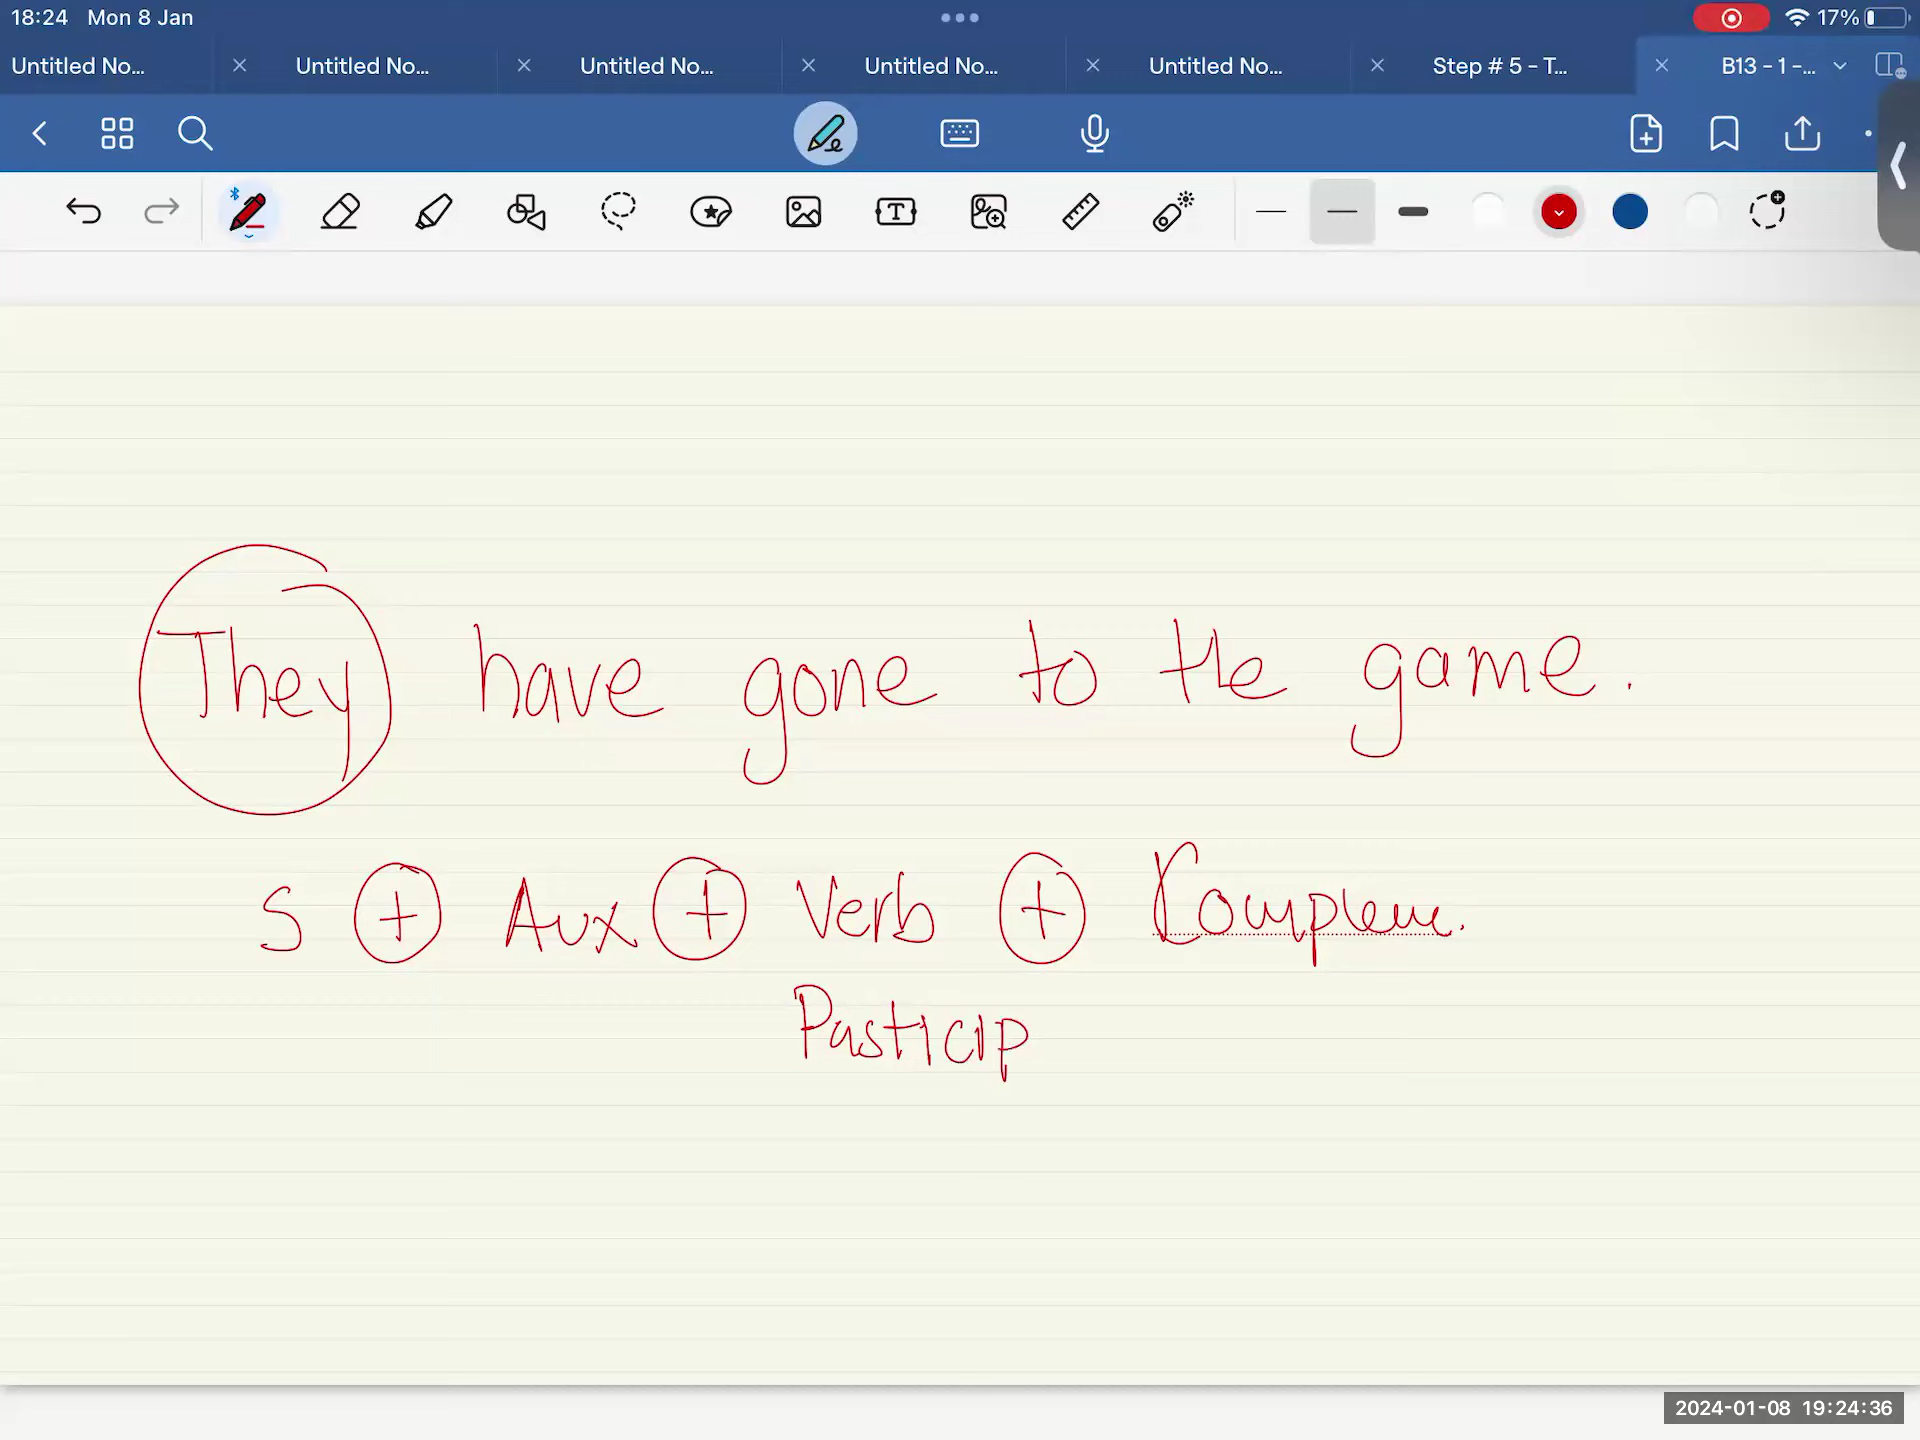 18:24 Mon 8 Jan 17%
Untitled No... Untitled No... Untitled No... Untitled No... Untitled No... Step # 5 - T... B13 - 1 -...
They have gone to the game.
S + Aux + Verb + Complem.
Pasticip
2024-01-08 19:24:36